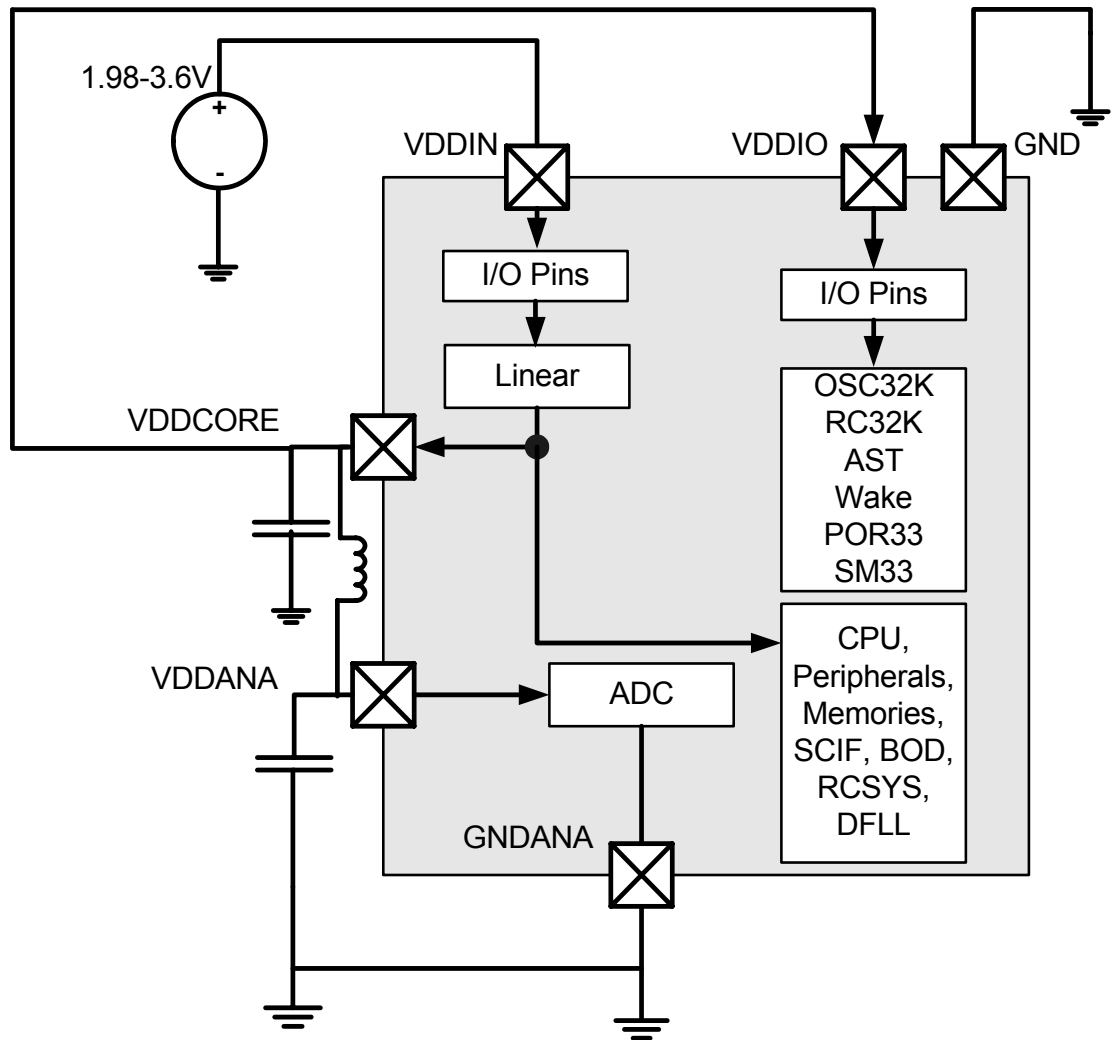 1.98-3.6V
+
-
VDDIN
VDDIO
GND
I/O Pins
I/O Pins
Linear
VDDCORE
OSC32K
RC32K
AST
Wake
POR33
SM33
VDDANA
ADC
CPU,
Peripherals,
Memories,
SCIF, BOD,
RCSYS,
DFLL
GNDANA